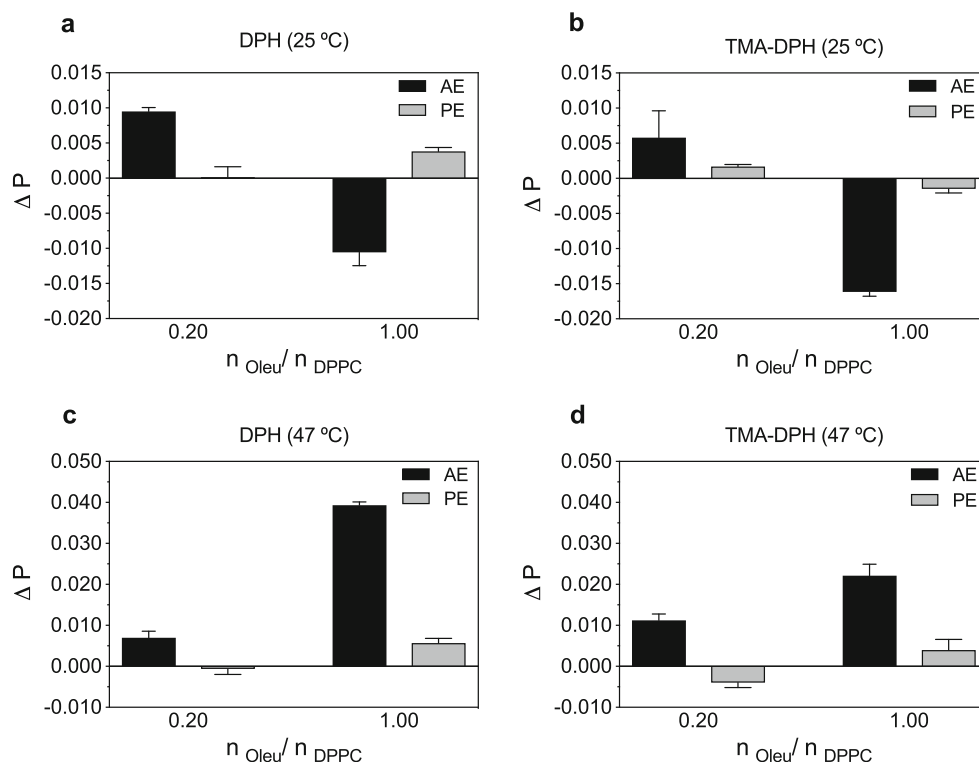 a
DPH (25 ºC)
0.015
0.010
0.005
0.000
-0.005
-0.010
-0.015
-0.020
Δ P
AE
PE
0.20
1.00
n Oleu / n DPPC
b
TMA-DPH (25 ºC)
0.015
0.010
0.005
0.000
-0.005
-0.010
-0.015
-0.020
Δ P
AE
PE
0.20
1.00
n Oleu / n DPPC
c
DPH (47 ºC)
0.050
0.040
0.030
0.020
0.010
0.000
-0.010
Δ P
AE
PE
0.20
1.00
n Oleu / n DPPC
d
TMA-DPH (47 ºC)
0.050
0.040
0.030
0.020
0.010
0.000
-0.010
Δ P
AE
PE
0.20
1.00
n Oleu / n DPPC